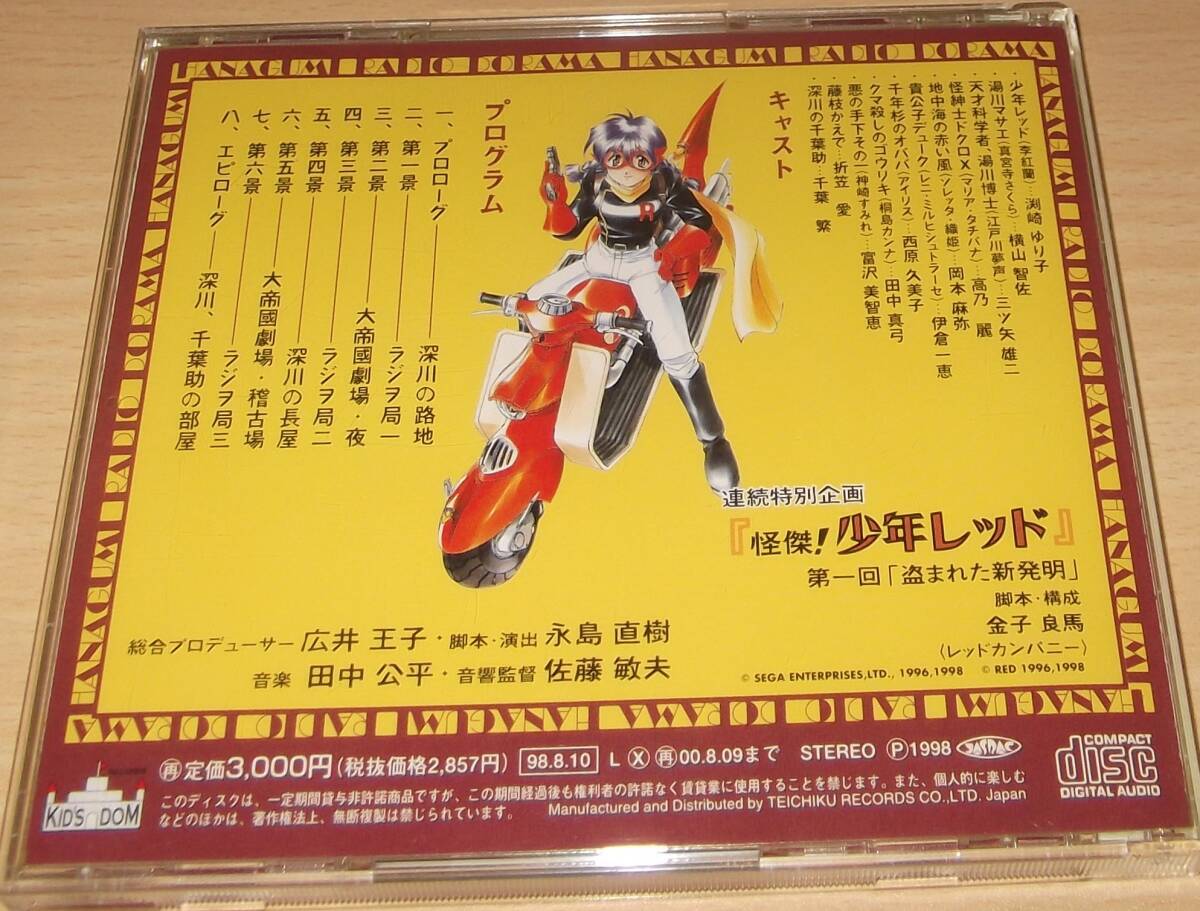 HANAGUMI RADIO DORAMA HANAGUMI RADIO DORAMA HANAGUMI RADIO DORAMA
キャスト
・少年レッド(李紅蘭)…渕崎 ゆり子
・湯川マサエ(真宮寺さくら)…横山 智佐
・天才科学者、湯川博士(江戸川夢声)…三ツ矢 雄二
・怪紳士ドクロX(マリア・タチバナ)…高乃 麗
・地中海の赤い風(ソレッタ・織姫)…岡本 麻弥
・貴公子デューク(レニ・ミルヒシュトラーセ)…伊倉 一恵
・千年杉のオババ(アイリス)…西原 久美子
・クマ殺しのゴウリキ(桐島カンナ)…田中 真弓
・悪の手下その一(神崎すみれ)…富沢 美智恵
・藤枝かえで…折笠 愛
・深川の千葉助…千葉 繁
プログラム
一、プロローグ――深川の路地
二、第一景――ラジヲ局一
三、第二景――大帝國劇場・夜
四、第三景――ラジヲ局二
五、第四景――深川の長屋
六、第五景――大帝國劇場・稽古場
七、第六景――ラジヲ局三
八、エピローグ――深川、千葉助の部屋
R
連続特別企画
『怪傑!少年レッド』
第一回「盗まれた新発明」
脚本・構成
金子 良馬
〈レッドカンパニー〉
総合プロデューサー 広井 王子・脚本・演出 永島 直樹
音楽 田中 公平・音響監督 佐藤 敏夫
© SEGA ENTERPRISES,LTD., 1996,1998 © RED 1996,1998
KID'S DOM
再定価3,000円(税抜価格2,857円) 98.8.10 L X 再00.8.09まで STEREO Ⓟ1998 JASRAC
COMPACT disc DIGITAL AUDIO
このディスクは、一定期間貸与非許諾商品ですが、この期間経過後も権利者の許諾なく賃貸業に使用することを禁じます。また、個人的に楽しむ
などのほかは、著作権法上、無断複製は禁じられています。
Manufactured and Distributed by TEICHIKU RECORDS CO.,LTD. Japan